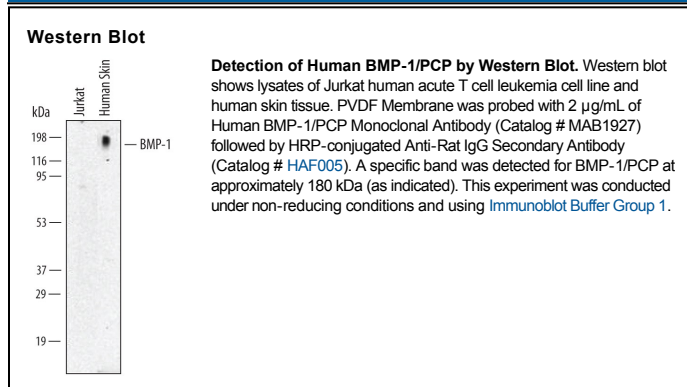 Western Blot
Jurkat
Human Skin
kDa
198
116
95
53
37
29
19
BMP-1
Detection of Human BMP-1/PCP by Western Blot. Western blot
shows lysates of Jurkat human acute T cell leukemia cell line and
human skin tissue. PVDF Membrane was probed with 2 µg/mL of
Human BMP-1/PCP Monoclonal Antibody (Catalog # MAB1927)
followed by HRP-conjugated Anti-Rat IgG Secondary Antibody
(Catalog # HAF005). A specific band was detected for BMP-1/PCP at
approximately 180 kDa (as indicated). This experiment was conducted
under non-reducing conditions and using Immunoblot Buffer Group 1.